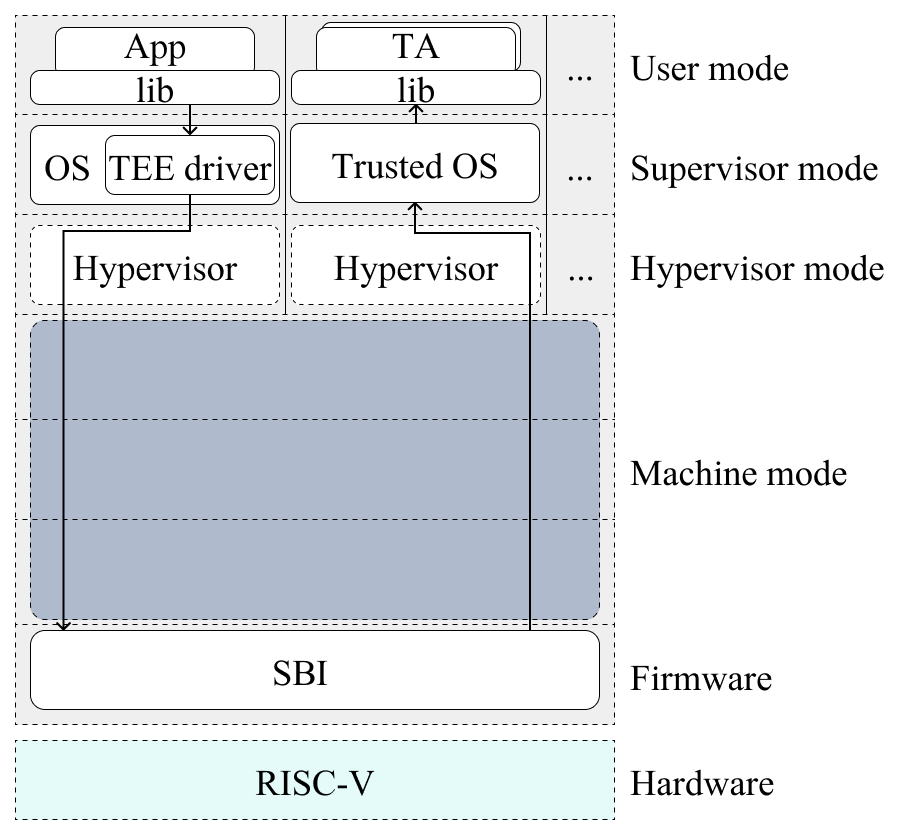 App TA
lib lib ... User mode
OS TEE driver Trusted OS ... Supervisor mode
Hypervisor Hypervisor ... Hypervisor mode
Machine mode
SBI Firmware
RISC-V Hardware